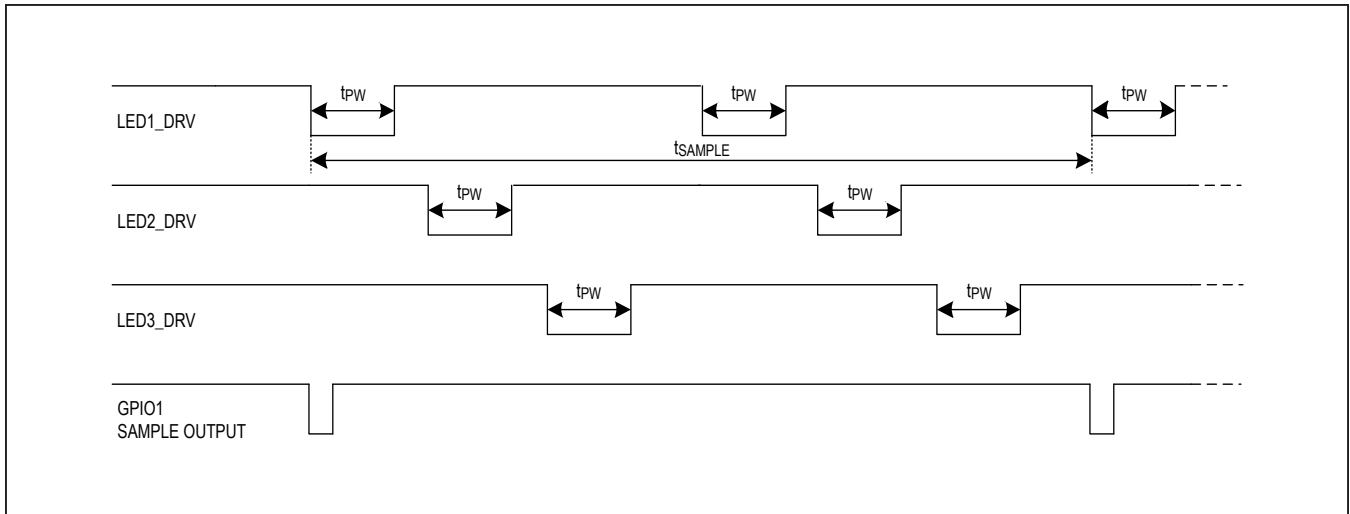 tPW tPW tPW
LED1_DRV
tSAMPLE
tPW tPW
LED2_DRV
tPW tPW
LED3_DRV
GPIO1
SAMPLE OUTPUT